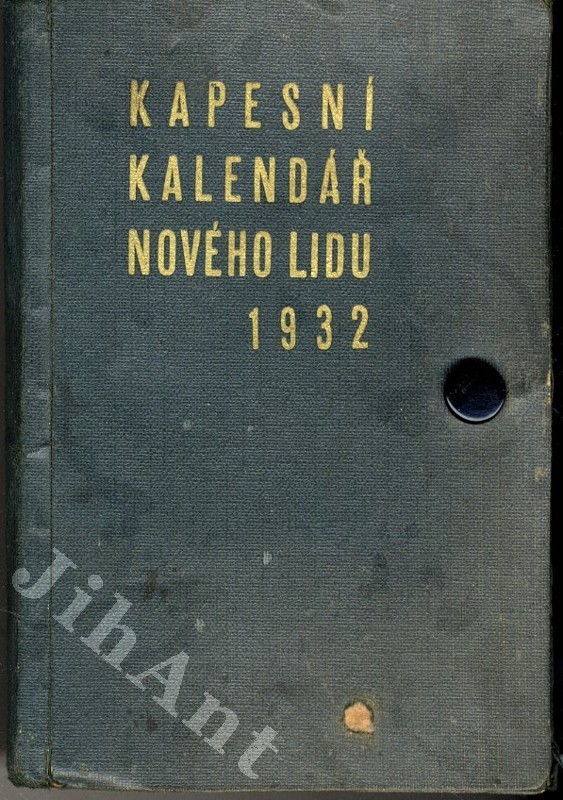 KAPESNÍ
KALENDÁŘ
NOVÉHO LIDU
1932
JihAnt